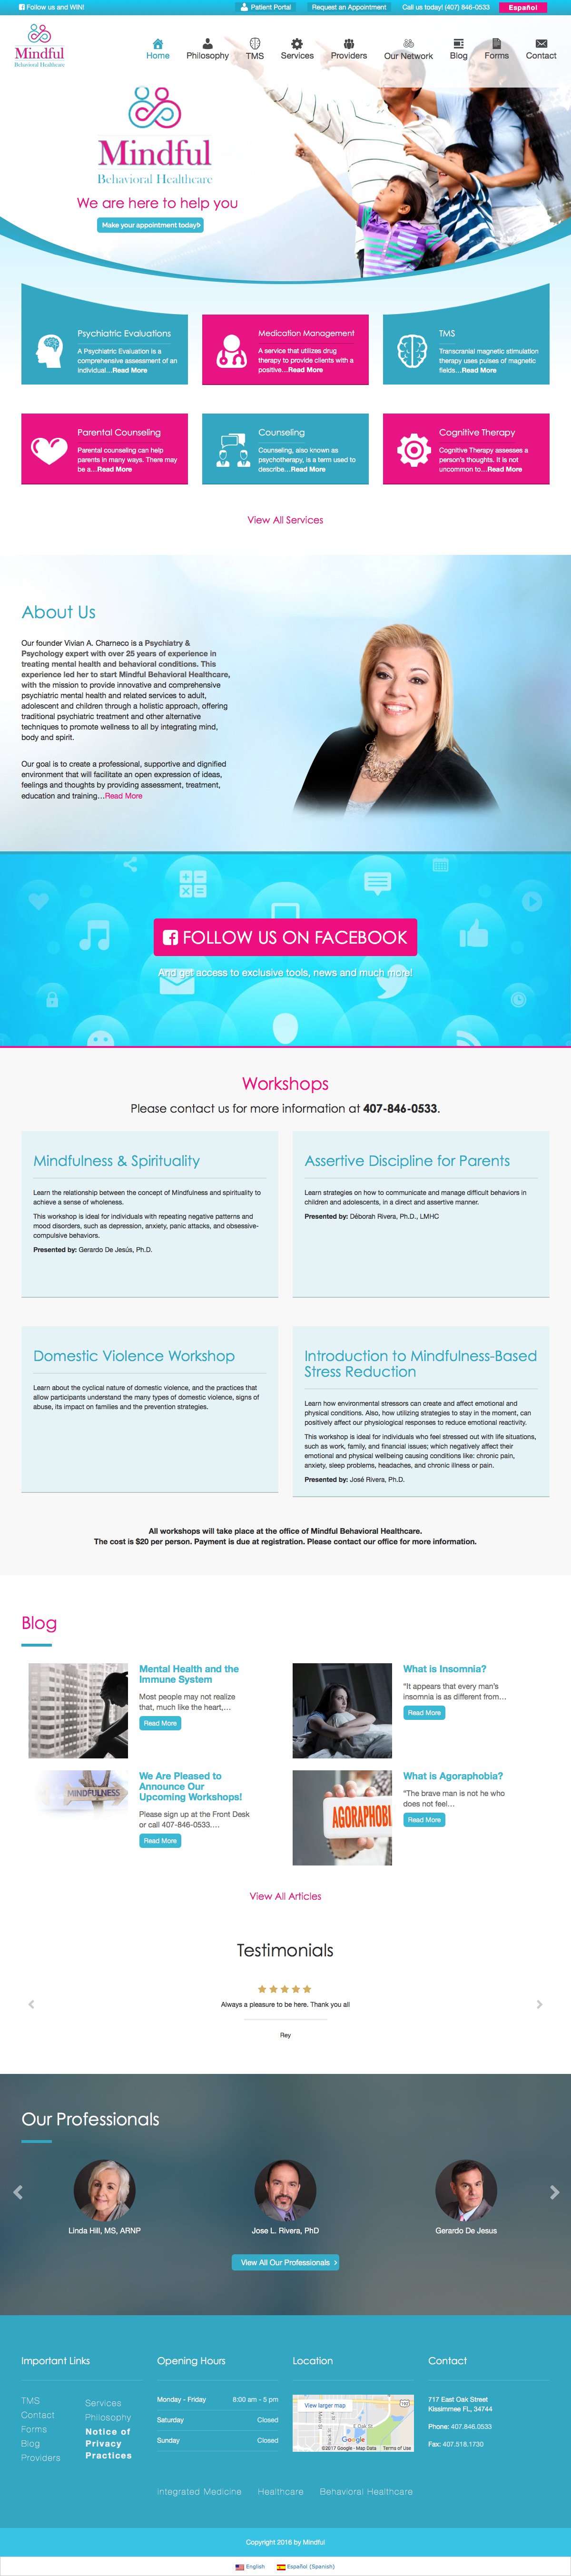 Follow us and WIN!
Patient Portal
Request an Appointment
Call us today! (407) 846-0533
Español
Mindful
Behavioral Healthcare
Home
Philosophy
TMS
Services
Providers
Our Network
Blog
Forms
Contact
Mindful
Behavioral Healthcare
We are here to help you
Make your appointment today!
Psychiatric Evaluations
A Psychiatric Evaluation is a
comprehensive assessment of an
individual…Read More
Medication Management
A service that utilizes drug
therapy to provide clients with a
positive…Read More
TMS
Transcranial magnetic stimulation
therapy uses pulses of magnetic
fields…Read More
Parental Counseling
Parental counseling can help
parents in many ways. There may
be a…Read More
Counseling
Counseling, also known as
psychotherapy, is a term used to
describe…Read More
Cognitive Therapy
Cognitive Therapy assesses a
person's thoughts. It is not
uncommon to…Read More
View All Services
About Us
Our founder Vivian A. Charneco is a Psychiatry &
Psychology expert with over 25 years of experience in
treating mental health and behavioral conditions. This
experience led her to start Mindful Behavioral Healthcare,
with the mission to provide innovative and comprehensive
psychiatric mental health and related services to adult,
adolescent and children through a holistic approach, offering
traditional psychiatric treatment and other alternative
techniques to promote wellness to all by integrating mind,
body and spirit.
Our goal is to create a professional, supportive and dignified
environment that will facilitate an open expression of ideas,
feelings and thoughts by providing assessment, treatment,
education and training…Read More
FOLLOW US ON FACEBOOK
And get access to exclusive tools, news and much more!
Workshops
Please contact us for more information at 407-846-0533.
Mindfulness & Spirituality
Learn the relationship between the concept of Mindfulness and spirituality to
achieve a sense of wholeness.
This workshop is ideal for individuals with repeating negative patterns and
mood disorders, such as depression, anxiety, panic attacks, and obsessive-
compulsive behaviors.
Presented by: Gerardo De Jesús, Ph.D.
Assertive Discipline for Parents
Learn strategies on how to communicate and manage difficult behaviors in
children and adolescents, in a direct and assertive manner.
Presented by: Déborah Rivera, Ph.D., LMHC
Domestic Violence Workshop
Learn about the cyclical nature of domestic violence, and the practices that
allow participants understand the many types of domestic violence, signs of
abuse, its impact on families and the prevention strategies.
Introduction to Mindfulness-Based
Stress Reduction
Learn how environmental stressors can create and affect emotional and
physical conditions. Also, how utilizing strategies to stay in the moment, can
positively affect our physiological responses to reduce emotional reactivity.
This workshop is ideal for individuals who feel stressed out with life situations,
such as work, family, and financial issues; which negatively affect their
emotional and physical wellbeing causing conditions like: chronic pain,
anxiety, sleep problems, headaches, and chronic illness or pain.
Presented by: José Rivera, Ph.D.
All workshops will take place at the office of Mindful Behavioral Healthcare.
The cost is $20 per person. Payment is due at registration. Please contact our office for more information.
Blog
Mental Health and the
Immune System
Most people may not realize
that, much like the heart,…
Read More
What is Insomnia?
"It appears that every man's
insomnia is as different from…
Read More
MINDFULNESS
We Are Pleased to
Announce Our
Upcoming Workshops!
Please sign up at the Front Desk
or call 407-846-0533.…
Read More
AGORAPHOBI
What is Agoraphobia?
"The brave man is not he who
does not feel…
Read More
View All Articles
Testimonials
Always a pleasure to be here. Thank you all
Rey
Our Professionals
Linda Hill, MS, ARNP
Jose L. Rivera, PhD
Gerardo De Jesus
View All Our Professionals
Important Links
TMS
Contact
Forms
Blog
Providers
Services
Philosophy
Notice of
Privacy
Practices
Opening Hours
Monday - Friday 8:00 am - 5 pm
Saturday Closed
Sunday Closed
Location
View larger map
Google
©2017 Google - Map Data Terms of Use
Contact
717 East Oak Street
Kissimmee FL, 34744
Phone: 407.846.0533
Fax: 407.518.1730
Integrated Medicine
Healthcare
Behavioral Healthcare
Copyright 2016 by Mindful
English
Español (Spanish)